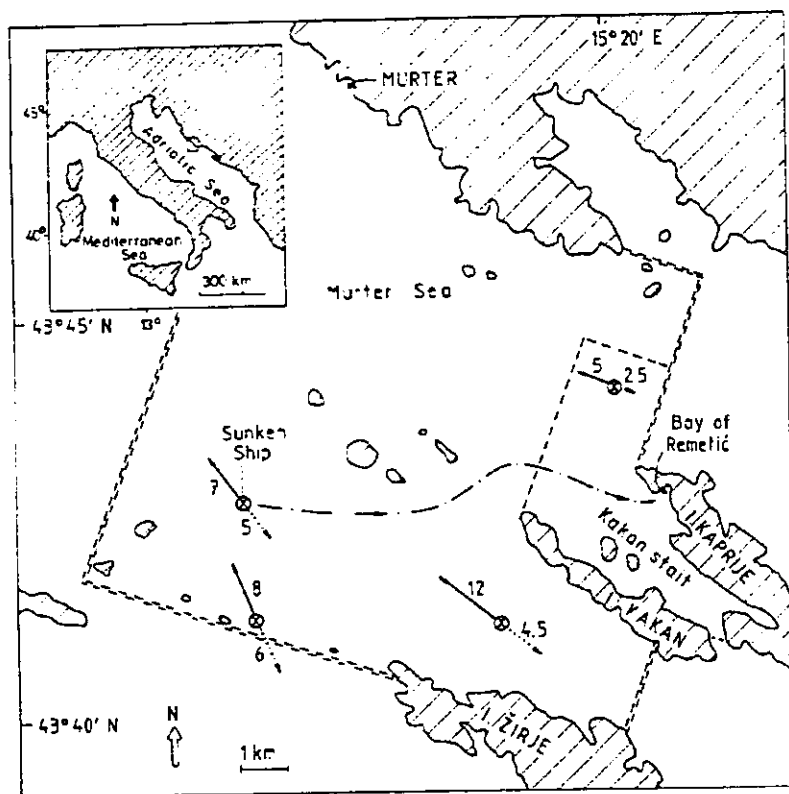 15° 20' E
MURTER
45°
Adriatic Sea
N
40°
Mediterranean
Sea
300 km
13°
Murter Sea
43° 45' N
5
2.5
Bay of
Remetić
Sunken
Ship
7
5
Kakan stait
I. KAPRIJE
8
12
I. KAKAN
6
4.5
43° 40' N
N
1 km
I. ŽIRJE